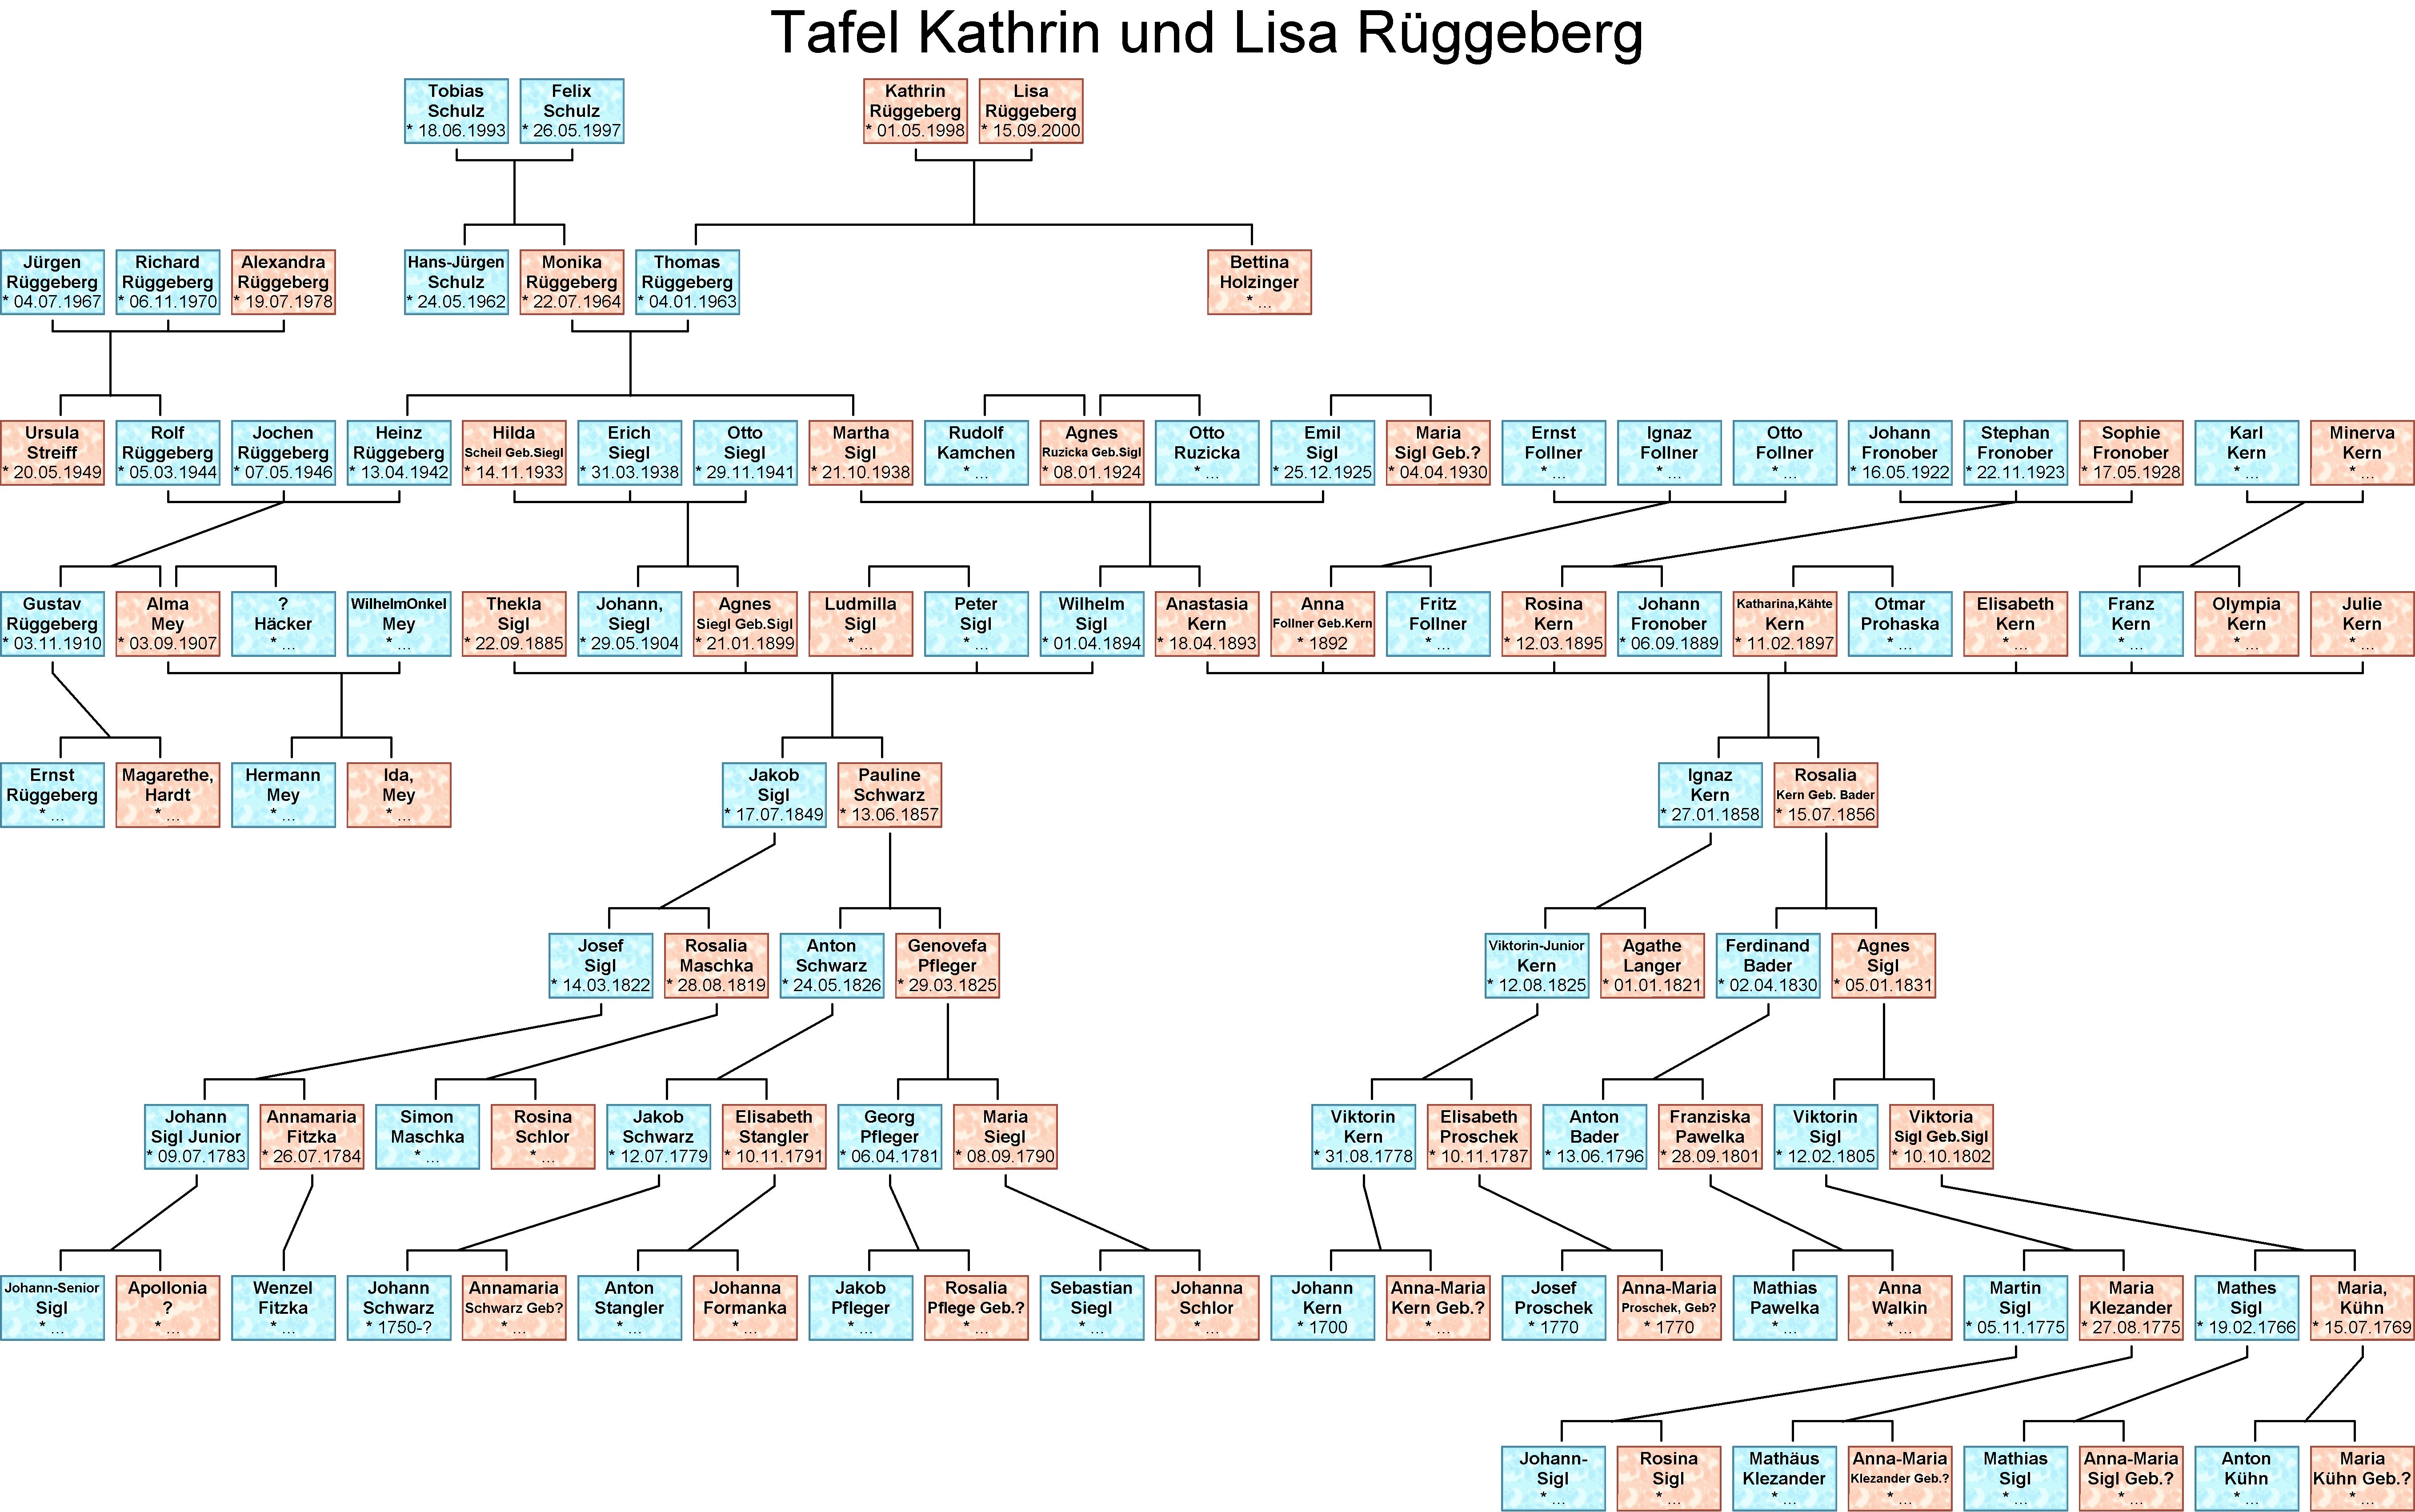 Tafel Kathrin und Lisa Rüggeberg
Tobias
Schulz
* 18.06.1993
Felix
Schulz
* 26.05.1997
Kathrin
Rüggeberg
* 01.05.1998
Lisa
Rüggeberg
* 15.09.2000
Jürgen
Rüggeberg
* 04.07.1967
Richard
Rüggeberg
* 06.11.1970
Alexandra
Rüggeberg
* 19.07.1978
Hans-Jürgen
Schulz
* 24.05.1962
Monika
Rüggeberg
* 22.07.1964
Thomas
Rüggeberg
* 04.01.1963
Bettina
Holzinger
* ...
Ursula
Streiff
* 20.05.1949
Rolf
Rüggeberg
* 05.03.1944
Jochen
Rüggeberg
* 07.05.1946
Heinz
Rüggeberg
* 13.04.1942
Hilda
Scheil Geb.Siegl
* 14.11.1933
Erich
Siegl
* 31.03.1938
Otto
Siegl
* 29.11.1941
Martha
Sigl
* 21.10.1938
Rudolf
Kamchen
* ...
Agnes
Ruzicka Geb.Sigl
* 08.01.1924
Otto
Ruzicka
* ...
Emil
Sigl
* 25.12.1925
Maria
Sigl Geb.?
* 04.04.1930
Ernst
Follner
* ...
Ignaz
Follner
* ...
Otto
Follner
* ...
Johann
Fronober
* 16.05.1922
Stephan
Fronober
* 22.11.1923
Sophie
Fronober
* 17.05.1928
Karl
Kern
* ...
Minerva
Kern
* ...
Gustav
Rüggeberg
* 03.11.1910
Alma
Mey
* 03.09.1907
?
Häcker
* ...
WilhelmOnkel
Mey
* ...
Thekla
Sigl
* 22.09.1885
Johann,
Siegl
* 29.05.1904
Agnes
Siegl Geb.Sigl
* 21.01.1899
Ludmilla
Sigl
* ...
Peter
Sigl
* ...
Wilhelm
Sigl
* 01.04.1894
Anastasia
Kern
* 18.04.1893
Anna
Follner Geb.Kern
* 1892
Fritz
Follner
* ...
Rosina
Kern
* 12.03.1895
Johann
Fronober
* 06.09.1889
Katharina,Kähte
Kern
* 11.02.1897
Otmar
Prohaska
* ...
Elisabeth
Kern
* ...
Franz
Kern
* ...
Olympia
Kern
* ...
Julie
Kern
* ...
Ernst
Rüggeberg
* ...
Magarethe,
Hardt
* ...
Hermann
Mey
* ...
Ida,
Mey
* ...
Jakob
Sigl
* 17.07.1849
Pauline
Schwarz
* 13.06.1857
Ignaz
Kern
* 27.01.1858
Rosalia
Kern Geb. Bader
* 15.07.1856
Josef
Sigl
* 14.03.1822
Rosalia
Maschka
* 28.08.1819
Anton
Schwarz
* 24.05.1826
Genovefa
Pfleger
* 29.03.1825
Viktorin-Junior
Kern
* 12.08.1825
Agathe
Langer
* 01.01.1821
Ferdinand
Bader
* 02.04.1830
Agnes
Sigl
* 05.01.1831
Johann
Sigl Junior
* 09.07.1783
Annamaria
Fitzka
* 26.07.1784
Simon
Maschka
* ...
Rosina
Schlor
* ...
Jakob
Schwarz
* 12.07.1779
Elisabeth
Stangler
* 10.11.1791
Georg
Pfleger
* 06.04.1781
Maria
Siegl
* 08.09.1790
Viktorin
Kern
* 31.08.1778
Elisabeth
Proschek
* 10.11.1787
Anton
Bader
* 13.06.1796
Franziska
Pawelka
* 28.09.1801
Viktorin
Sigl
* 12.02.1805
Viktoria
Sigl Geb.Sigl
* 10.10.1802
Johann-Senior
Sigl
* ...
Apollonia
?
* ...
Wenzel
Fitzka
* ...
Johann
Schwarz
* 1750-?
Annamaria
Schwarz Geb?
* ...
Anton
Stangler
* ...
Johanna
Formanka
* ...
Jakob
Pfleger
* ...
Rosalia
Pflege Geb.?
* ...
Sebastian
Siegl
* ...
Johanna
Schlor
* ...
Johann
Kern
* 1700
Anna-Maria
Kern Geb.?
* ...
Josef
Proschek
* 1770
Anna-Maria
Proschek, Geb?
* 1770
Mathias
Pawelka
* ...
Anna
Walkin
* ...
Martin
Sigl
* 05.11.1775
Maria
Klezander
* 27.08.1775
Mathes
Sigl
* 19.02.1766
Maria,
Kühn
* 15.07.1769
Johann-
Sigl
* ...
Rosina
Sigl
* ...
Mathäus
Klezander
* ...
Anna-Maria
Klezander Geb.?
* ...
Mathias
Sigl
* ...
Anna-Maria
Sigl Geb.?
* ...
Anton
Kühn
* ...
Maria
Kühn Geb.?
* ...